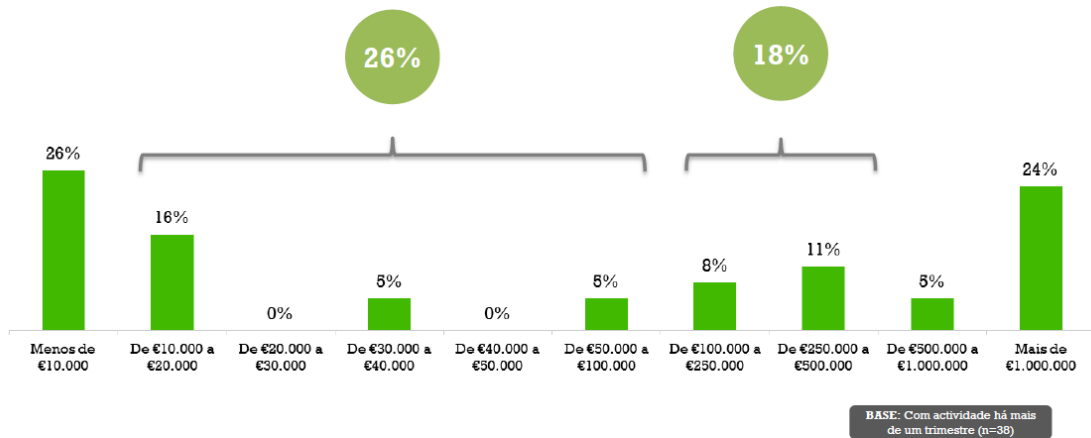 26%
18%
26%
16%
0%
5%
0%
5%
8%
11%
5%
24%
Menos de
€10.000
De €10.000 a
€20.000
De €20.000 a
€30.000
De €30.000 a
€40.000
De €40.000 a
€50.000
De €50.000 a
€100.000
De €100.000 a
€250.000
De €250.000 a
€500.000
De €500.000 a
€1.000.000
Mais de
€1.000.000
BASE: Com actividade há mais
de um trimestre (n=38)